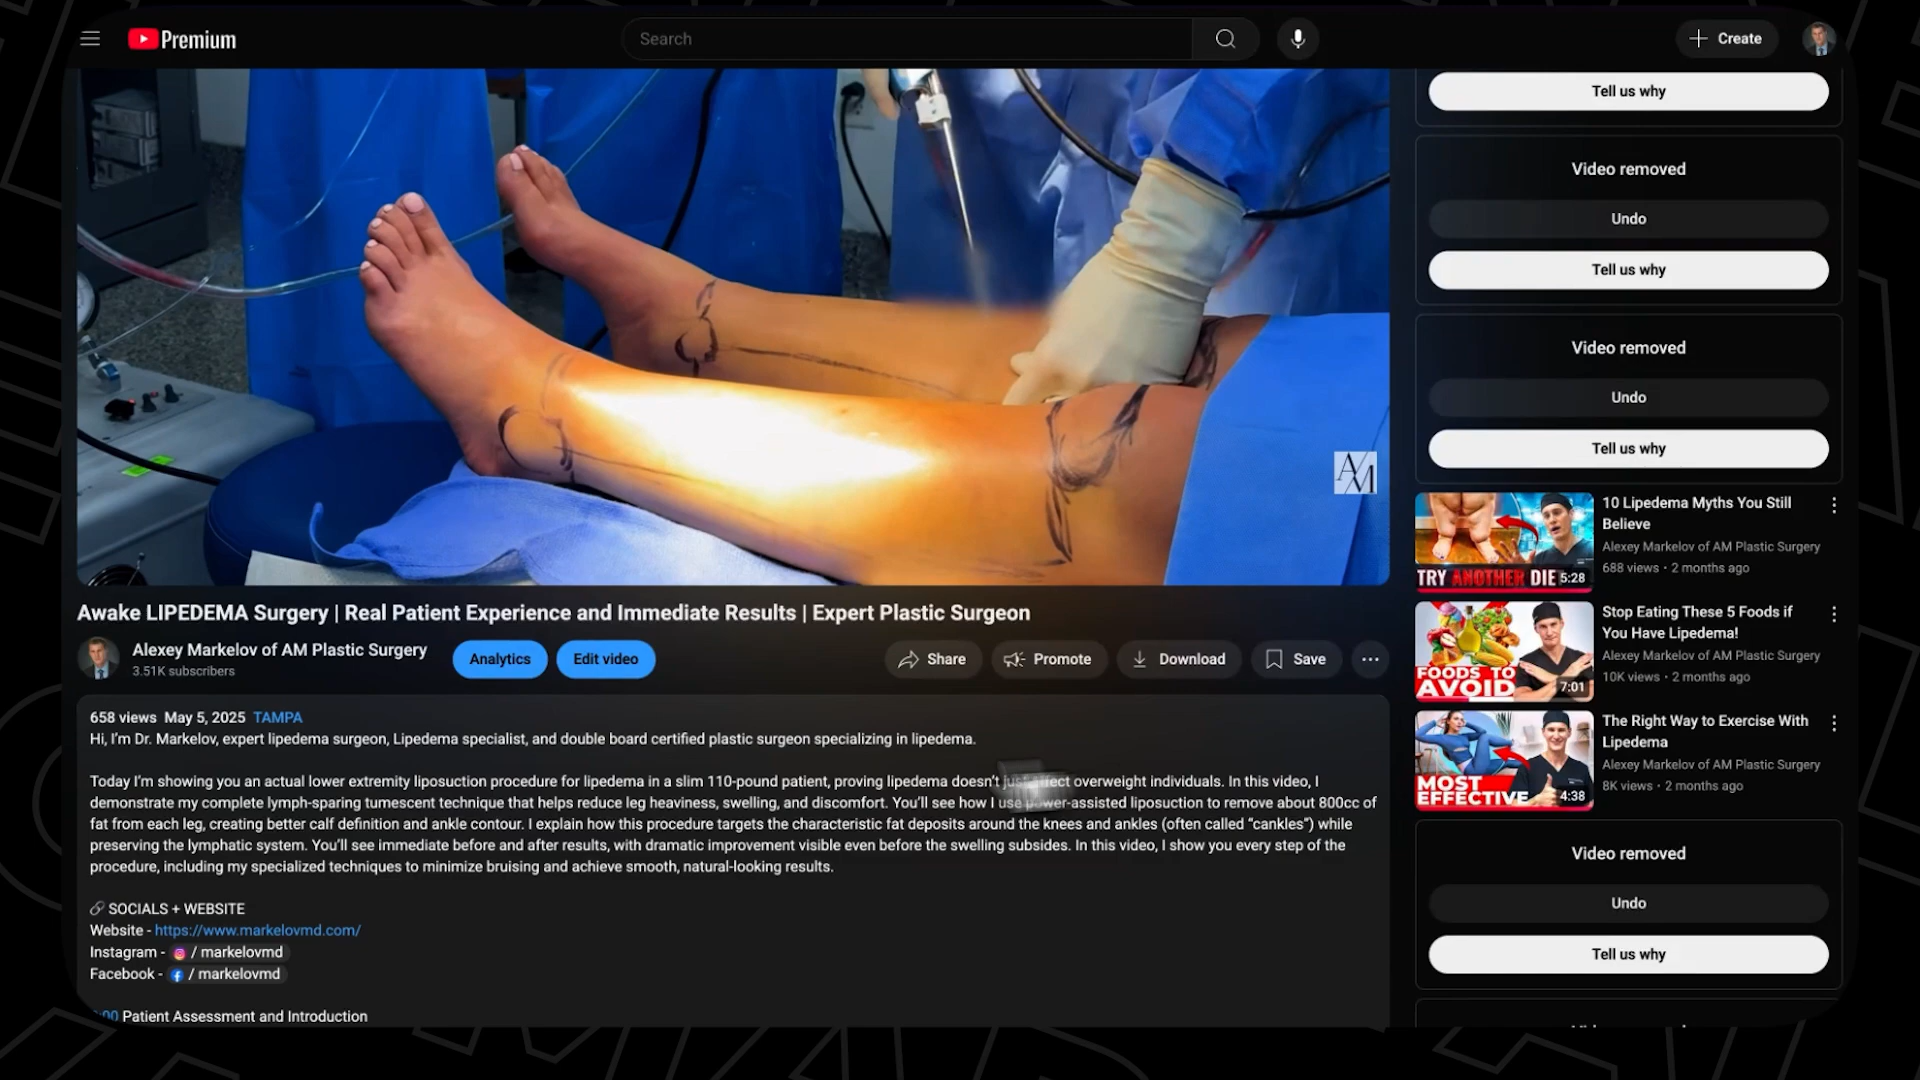 Premium
Search
Create
Tell us why
Video removed
Undo
Tell us why
Video removed
Undo
Tell us why
AM
10 Lipedema Myths You Still
Believe
Alexey Markelov of AM Plastic Surgery
688 views • 2 months ago
TRY ANOTHER DIE
5:28
Stop Eating These 5 Foods if
You Have Lipedema!
Alexey Markelov of AM Plastic Surgery
10K views • 2 months ago
FOODS TO
AVOID
7:01
The Right Way to Exercise With
Lipedema
Alexey Markelov of AM Plastic Surgery
8K views • 2 months ago
MOST
EFFECTIVE
4:38
Video removed
Undo
Tell us why
Awake LIPEDEMA Surgery | Real Patient Experience and Immediate Results | Expert Plastic Surgeon
Alexey Markelov of AM Plastic Surgery
3.51K subscribers
Analytics
Edit video
Share
Promote
Download
Save
658 views May 5, 2025 TAMPA
Hi, I'm Dr. Markelov, expert lipedema surgeon, Lipedema specialist, and double board certified plastic surgeon specializing in lipedema.
Today I'm showing you an actual lower extremity liposuction procedure for lipedema in a slim 110-pound patient, proving lipedema doesn't just affect overweight individuals. In this video, I
demonstrate my complete lymph-sparing tumescent technique that helps reduce leg heaviness, swelling, and discomfort. You'll see how I use power-assisted liposuction to remove about 800cc of
fat from each leg, creating better calf definition and ankle contour. I explain how this procedure targets the characteristic fat deposits around the knees and ankles (often called "cankles") while
preserving the lymphatic system. You'll see immediate before and after results, with dramatic improvement visible even before the swelling subsides. In this video, I show you every step of the
procedure, including my specialized techniques to minimize bruising and achieve smooth, natural-looking results.
SOCIALS + WEBSITE
Website - https://www.markelovmd.com/
Instagram - / markelovmd
Facebook - / markelovmd
:00 Patient Assessment and Introduction